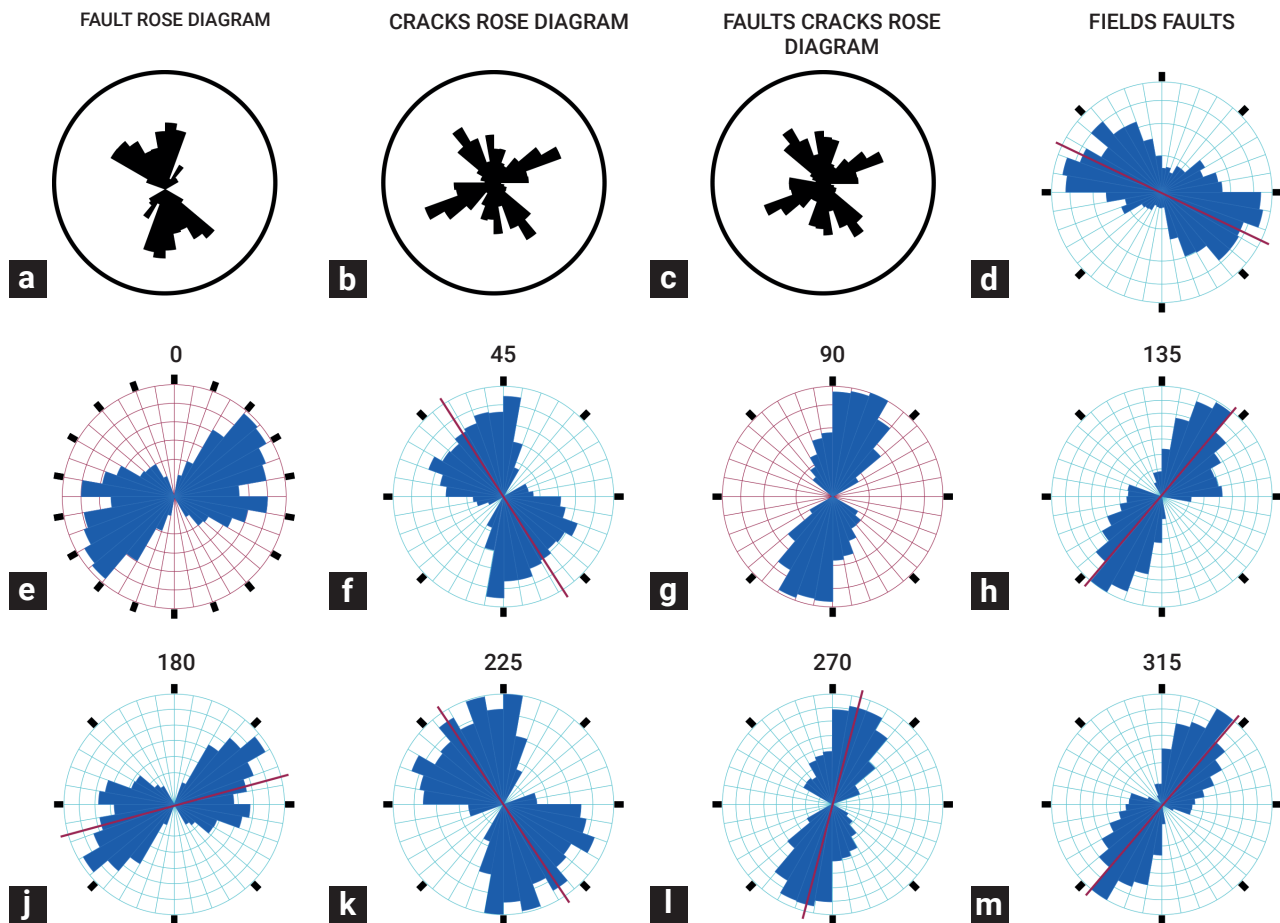 FAULT ROSE DIAGRAM
CRACKS ROSE DIAGRAM
FAULTS CRACKS ROSE
DIAGRAM
FIELDS FAULTS
a
b
c
d
0
45
90
135
e
f
g
h
180
225
270
315
j
k
l
m